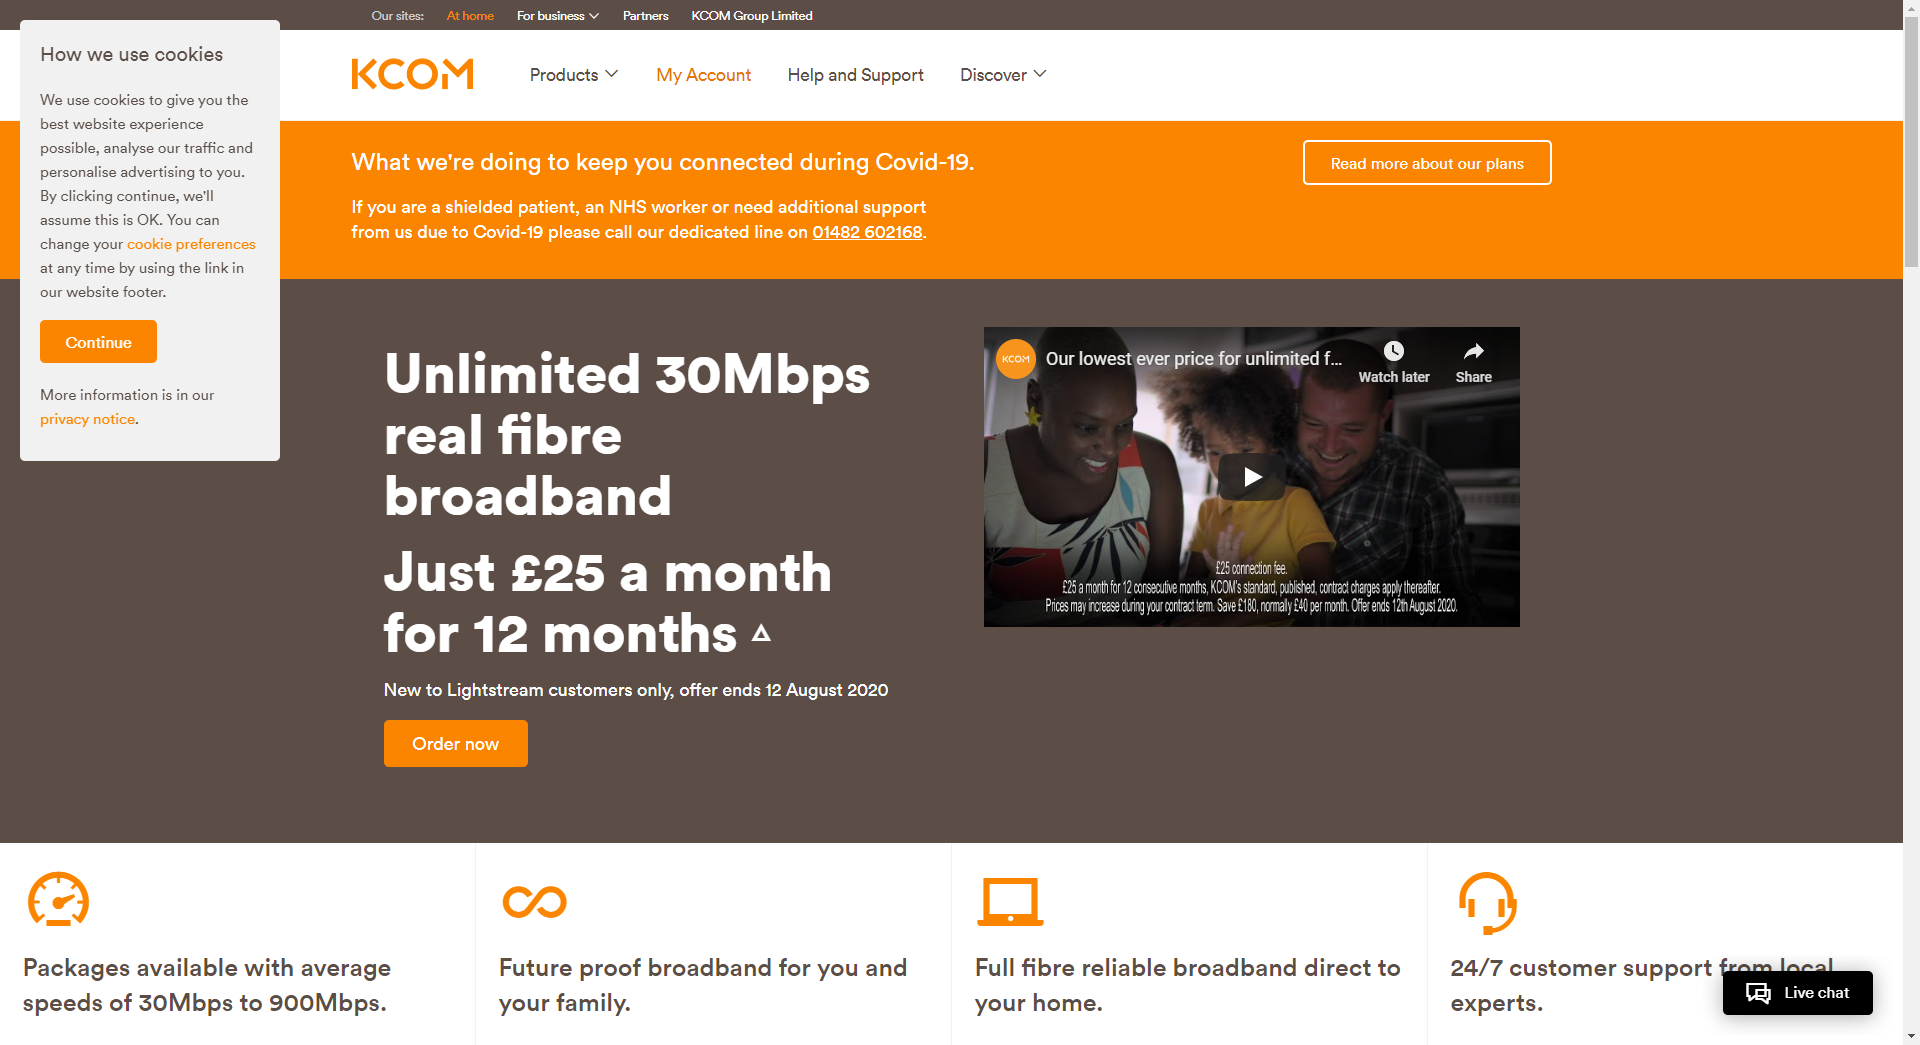 Our sites: At home For business Partners KCOM Group Limited
How we use cookies
We use cookies to give you the
best website experience
possible, analyse our traffic and
personalise advertising to you.
By clicking continue, we'll
assume this is OK. You can
change your cookie preferences
at any time by using the link in
our website footer.
Continue
More information is in our
privacy notice.
KCOM Products My Account Help and Support Discover
What we're doing to keep you connected during Covid-19.
If you are a shielded patient, an NHS worker or need additional support
from us due to Covid-19 please call our dedicated line on 01482 602168.
Read more about our plans
Unlimited 30Mbps
real fibre
broadband
Just £25 a month
for 12 months
New to Lightstream customers only, offer ends 12 August 2020
Order now
KCOM Our lowest ever price for unlimited f...
Watch later Share
£25 connection fee.
£25 a month for 12 consecutive months, KCOM's standard, published, contract charges apply thereafter.
Prices may increase during your contract term. Save £180, normally £40 per month. Offer ends 12th August 2020.
Packages available with average
speeds of 30Mbps to 900Mbps.
Future proof broadband for you and
your family.
Full fibre reliable broadband direct to
your home.
24/7 customer support from local
experts.
Live chat